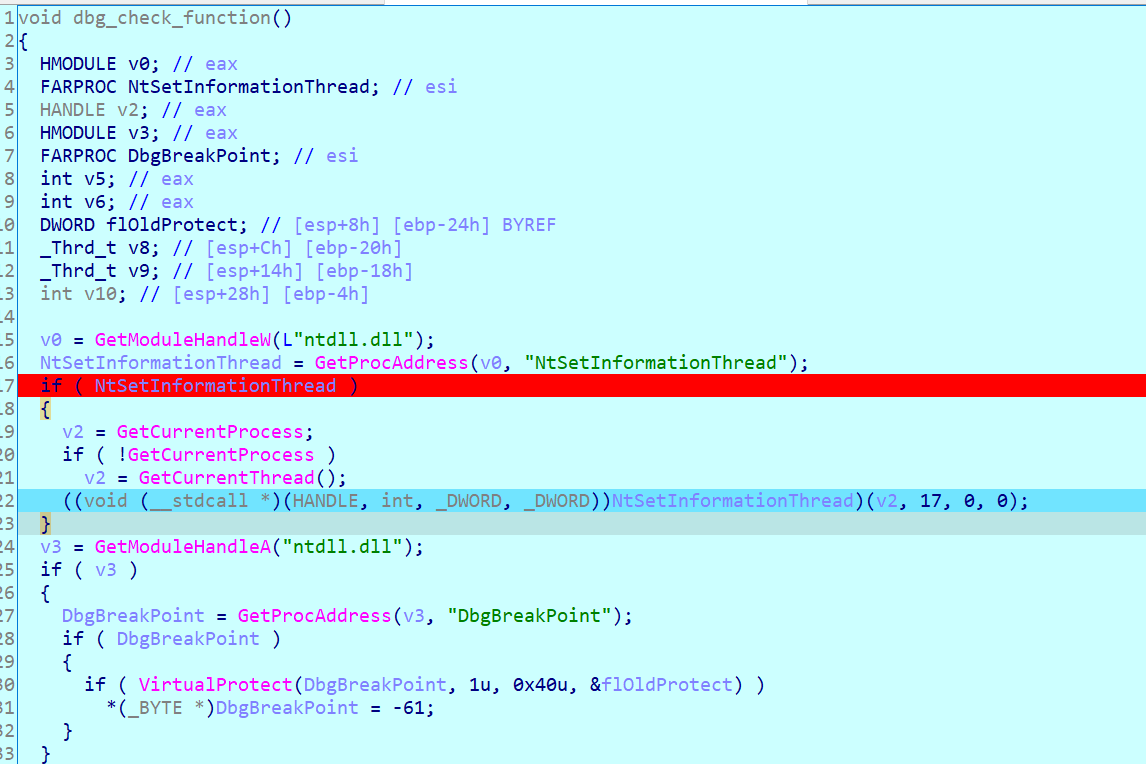 1 void dbg_check_function()
2 {
3   HMODULE v0; // eax
4   FARPROC NtSetInformationThread; // esi
5   HANDLE v2; // eax
6   HMODULE v3; // eax
7   FARPROC DbgBreakPoint; // esi
8   int v5; // eax
9   int v6; // eax
10   DWORD flOldProtect; // [esp+8h] [ebp-24h] BYREF
11   _Thrd_t v8; // [esp+Ch] [ebp-20h]
12   _Thrd_t v9; // [esp+14h] [ebp-18h]
13   int v10; // [esp+28h] [ebp-4h]
14
15   v0 = GetModuleHandleW(L"ntdll.dll");
16   NtSetInformationThread = GetProcAddress(v0, "NtSetInformationThread");
17   if ( NtSetInformationThread )
18   {
19     v2 = GetCurrentProcess;
20     if ( !GetCurrentProcess )
21       v2 = GetCurrentThread();
22     ((void (__stdcall *)(HANDLE, int, _DWORD, _DWORD))NtSetInformationThread)(v2, 17, 0, 0);
23   }
24   v3 = GetModuleHandleA("ntdll.dll");
25   if ( v3 )
26   {
27     DbgBreakPoint = GetProcAddress(v3, "DbgBreakPoint");
28     if ( DbgBreakPoint )
29     {
30       if ( VirtualProtect(DbgBreakPoint, 1u, 0x40u, &flOldProtect) )
31         *(_BYTE *)DbgBreakPoint = -61;
32     }
33   }